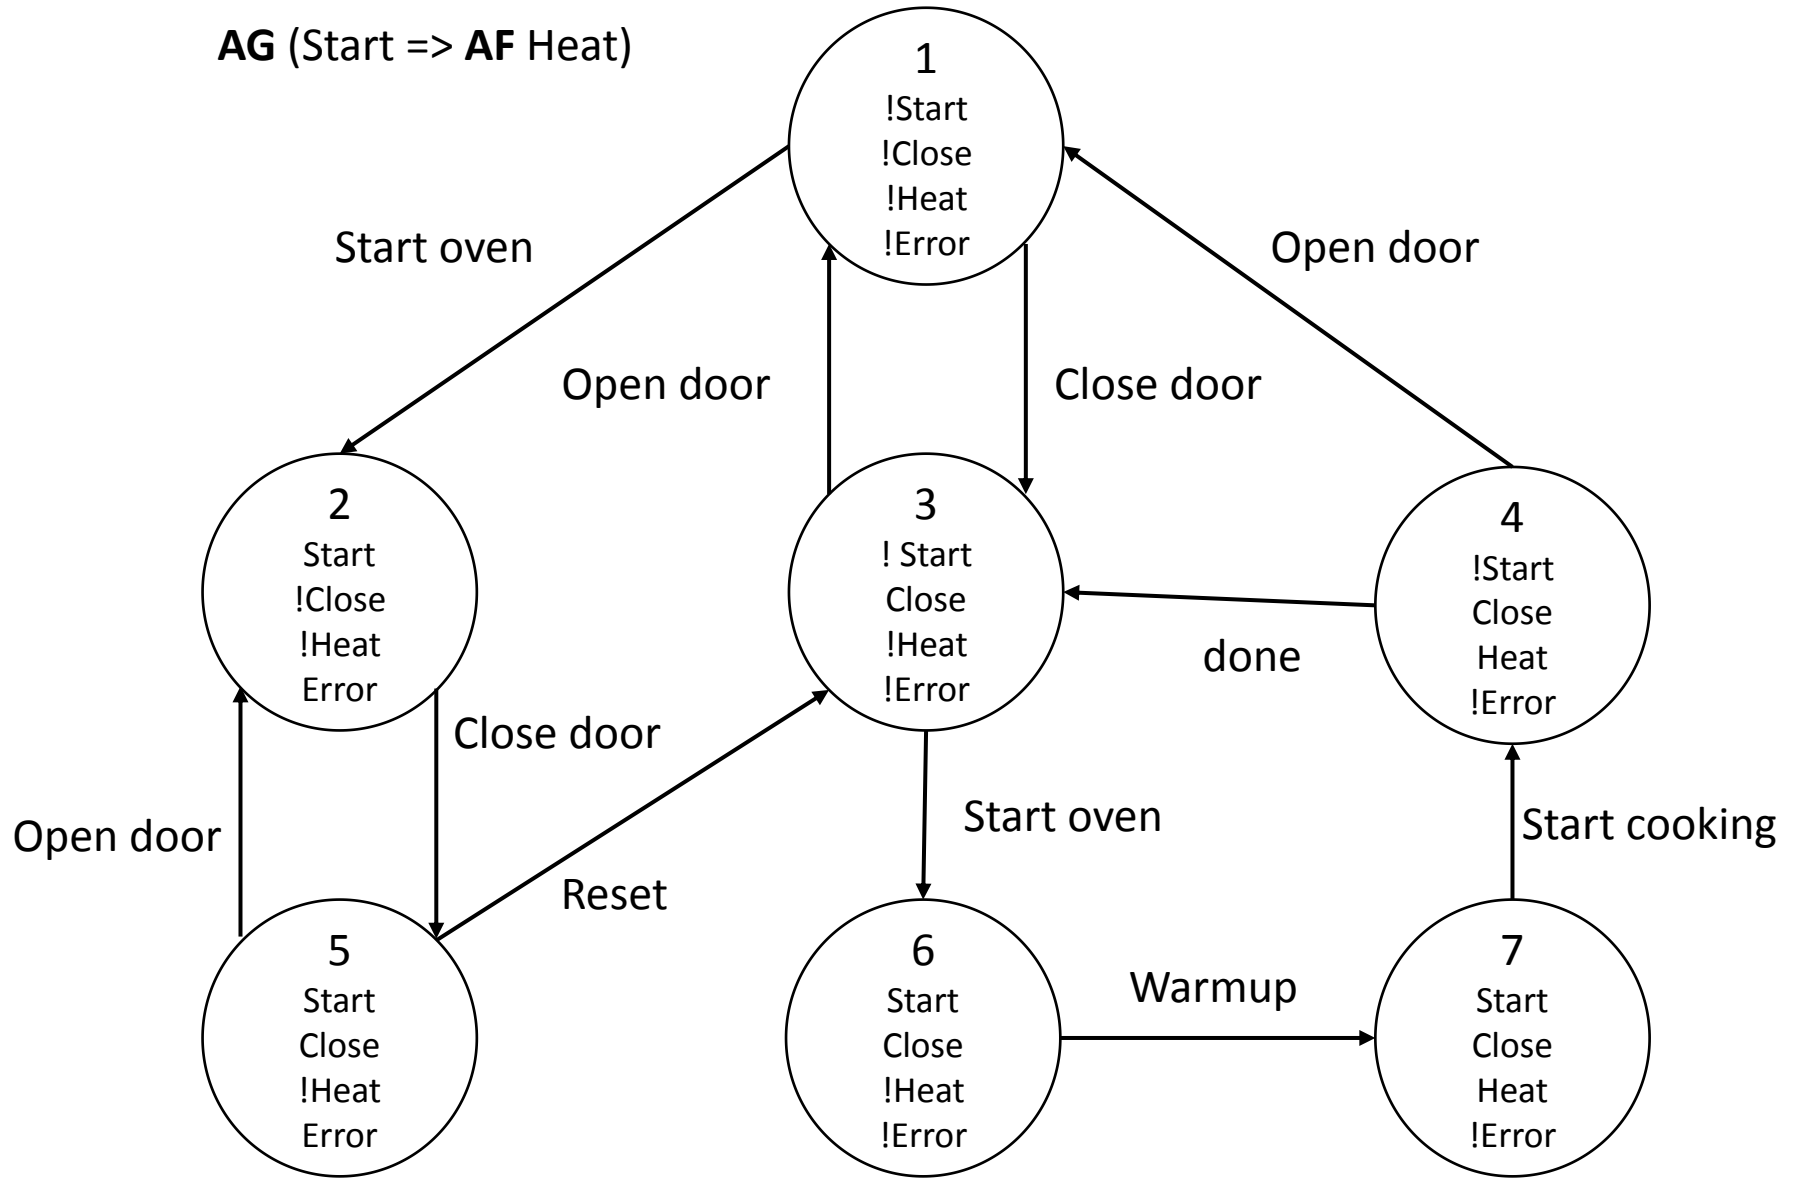 AG (Start => AF Heat)
1
!Start
!Close
!Heat
!Error
Start oven
Open door
Open door
Close door
2
Start
!Close
!Heat
Error
3
! Start
Close
!Heat
!Error
4
!Start
Close
Heat
!Error
done
Close door
Open door
Start oven
Start cooking
Reset
5
Start
Close
!Heat
Error
6
Start
Close
!Heat
!Error
Warmup
7
Start
Close
Heat
!Error